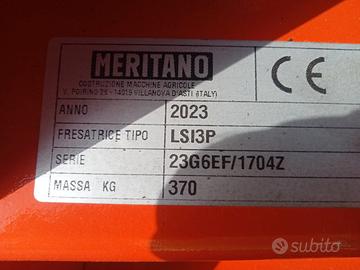 MERITANO
COSTRUZIONE MACCHINE AGRICOLE
V. POIRINO 26 - 14019 VILLANOVA D'ASTI (ITALY)
CE
ANNO 2023
FRESATRICE TIPO LSI3P
SERIE 23G6EF/1704Z
MASSA KG 370
subito